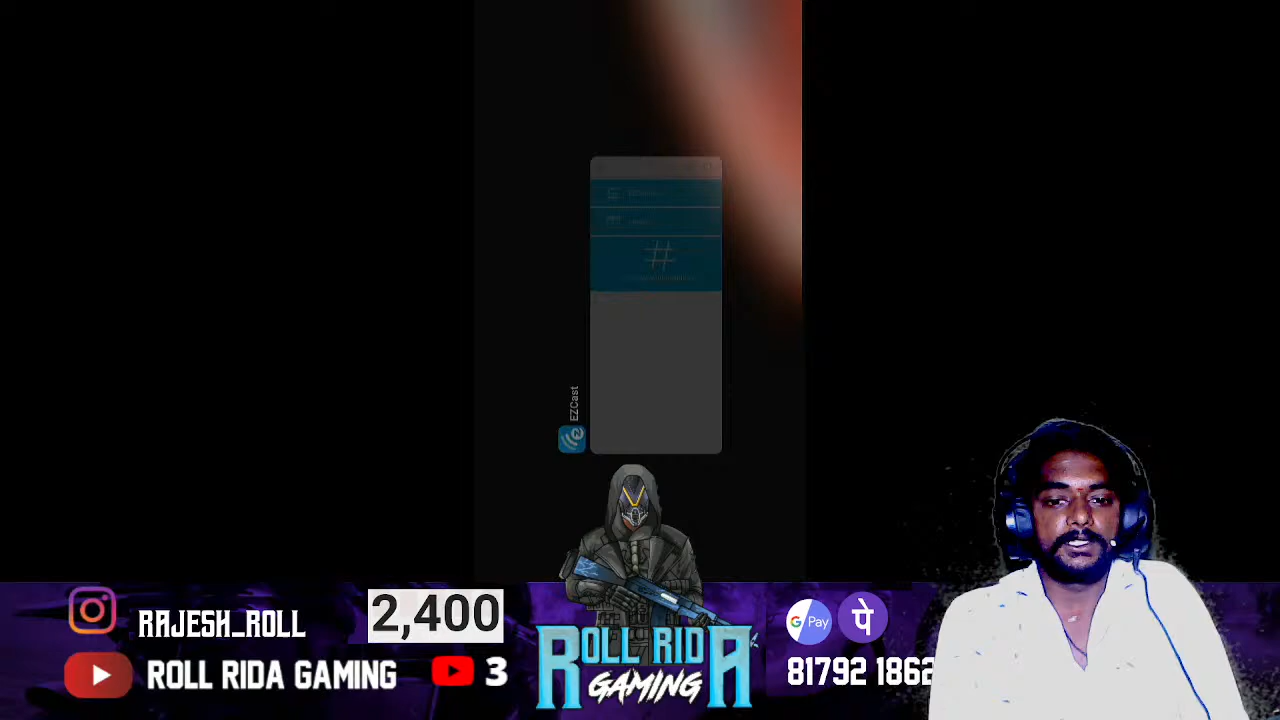 #
EZCast
RAJESH_ROLL
2,400
ROLL RIDA GAMING
3
ROLL RIDA
GAMING
G Pay
पे
81792 1862